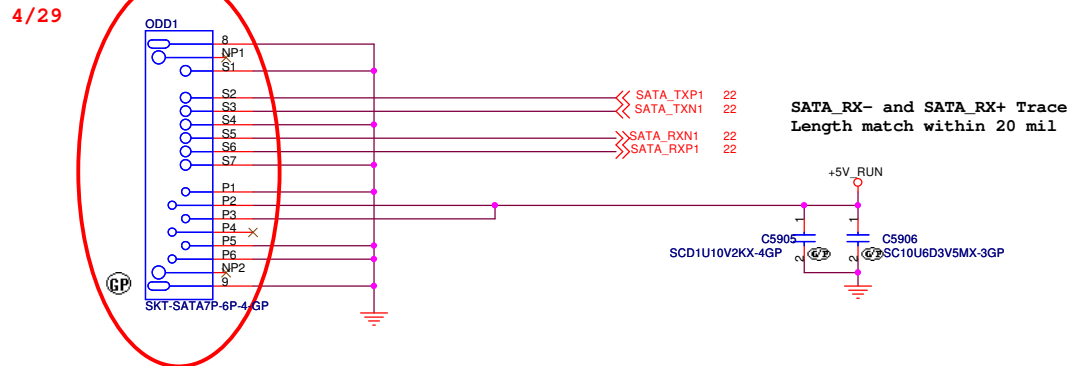 4/29
ODD1
8
NP1
S1
S2
S3
S4
S5
S6
S7
P1
P2
P3
P4
P5
P6
NP2
9
GP
SKT-SATA7P-6P-4-GP
SATA_TXP1 22
SATA_TXN1 22
SATA_RXN1 22
SATA_RXP1 22
SATA_RX- and SATA_RX+ Trace
Length match within 20 mil
+5V_RUN
1
1
C5905
C5906
SCD1U10V2KX-4GP
SC10U6D3V5MX-3GP
2
2